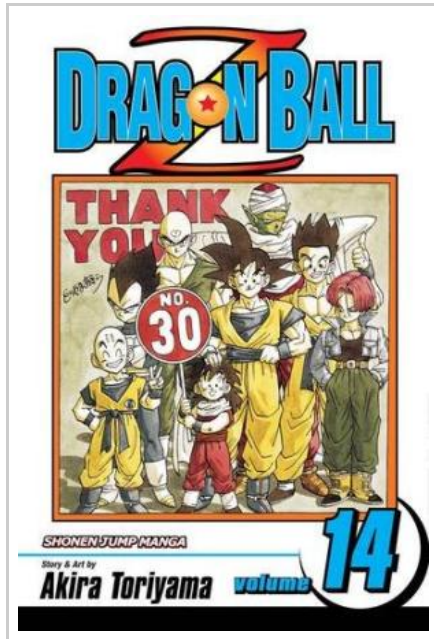 DRAGON BALL
Z
THANK
YOU
NO.
30
SHONEN JUMP MANGA
Story & Art by
Akira Toriyama
volume 14